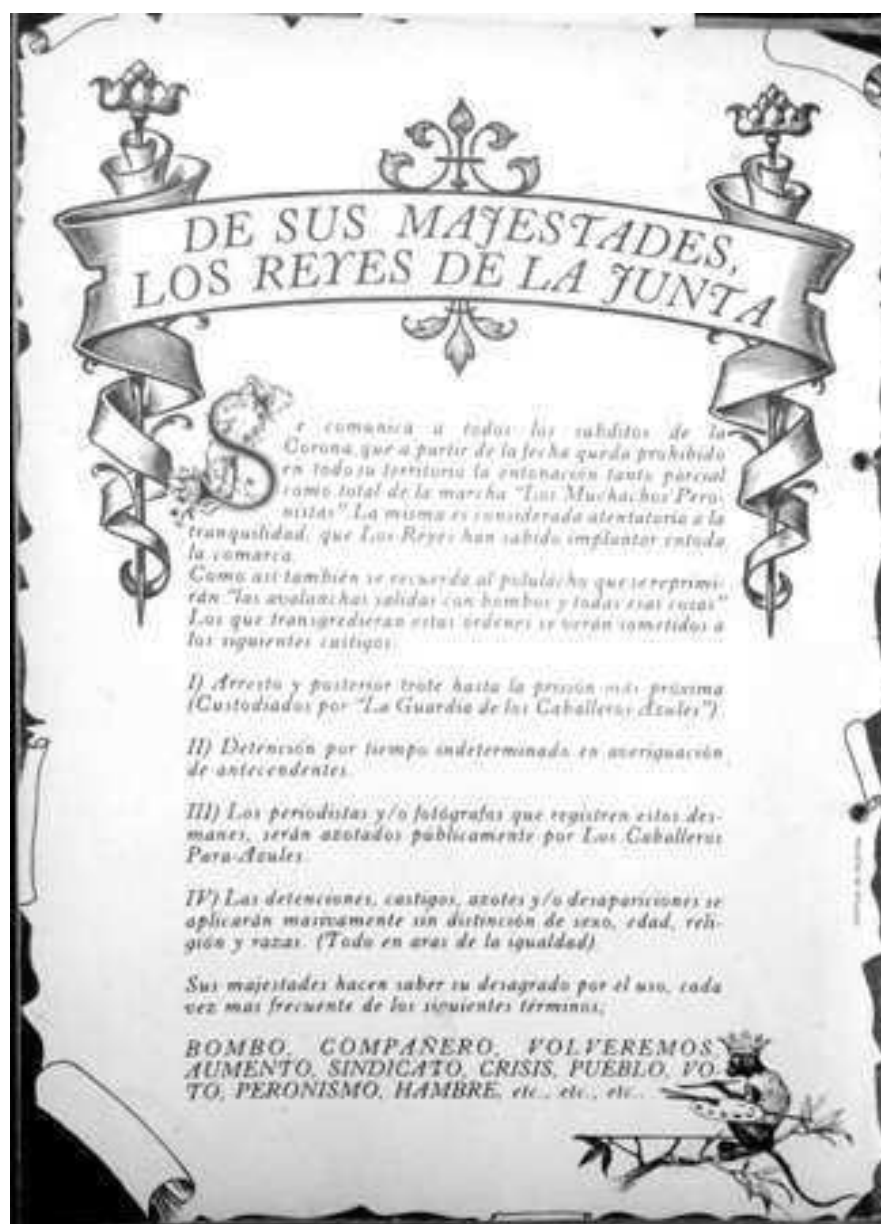 DE SUS MAJESTADES,
LOS REYES DE LA JUNTA
Se comunica a todos los subditos de la
Corona, que a partir de la fecha queda prohibido
en todo su territorio la entonación tanto parcial
como total de la marcha "Los Muchachos Pero-
nistas" La misma es considerada atentatoria a la
tranquilidad, que Los Reyes han sabido implantar en toda
la comarca.
Como así también se recuerda al populacho que se reprimi-
rán "las avalanchas salidas con bombos y todas esas cosas"
Los que transgredieran estas órdenes se verán sometidos a
los siguientes castigos:
I) Arresto y posterior trote hasta la prisión más próxima
(Custodiados por "La Guardia de los Caballeros Azules")
II) Detención por tiempo indeterminado en averiguación
de antecedentes.
III) Los periodistas y/o fotógrafos que registren estos des-
manes, serán azotados públicamente por Los Caballeros
Para-Azules.
IV) Las detenciones, castigos, azotes y/o desapariciones se
aplicarán masivamente sin distinción de sexo, edad, reli-
gión y razas. (Todo en aras de la igualdad)
Sus majestades hacen saber su desagrado por el uso, cada
vez mas frecuente de los siguientes términos;
BOMBO, COMPAÑERO, VOLVEREMOS,
AUMENTO, SINDICATO, CRISIS, PUEBLO, VO-
TO, PERONISMO, HAMBRE, etc., etc., etc..